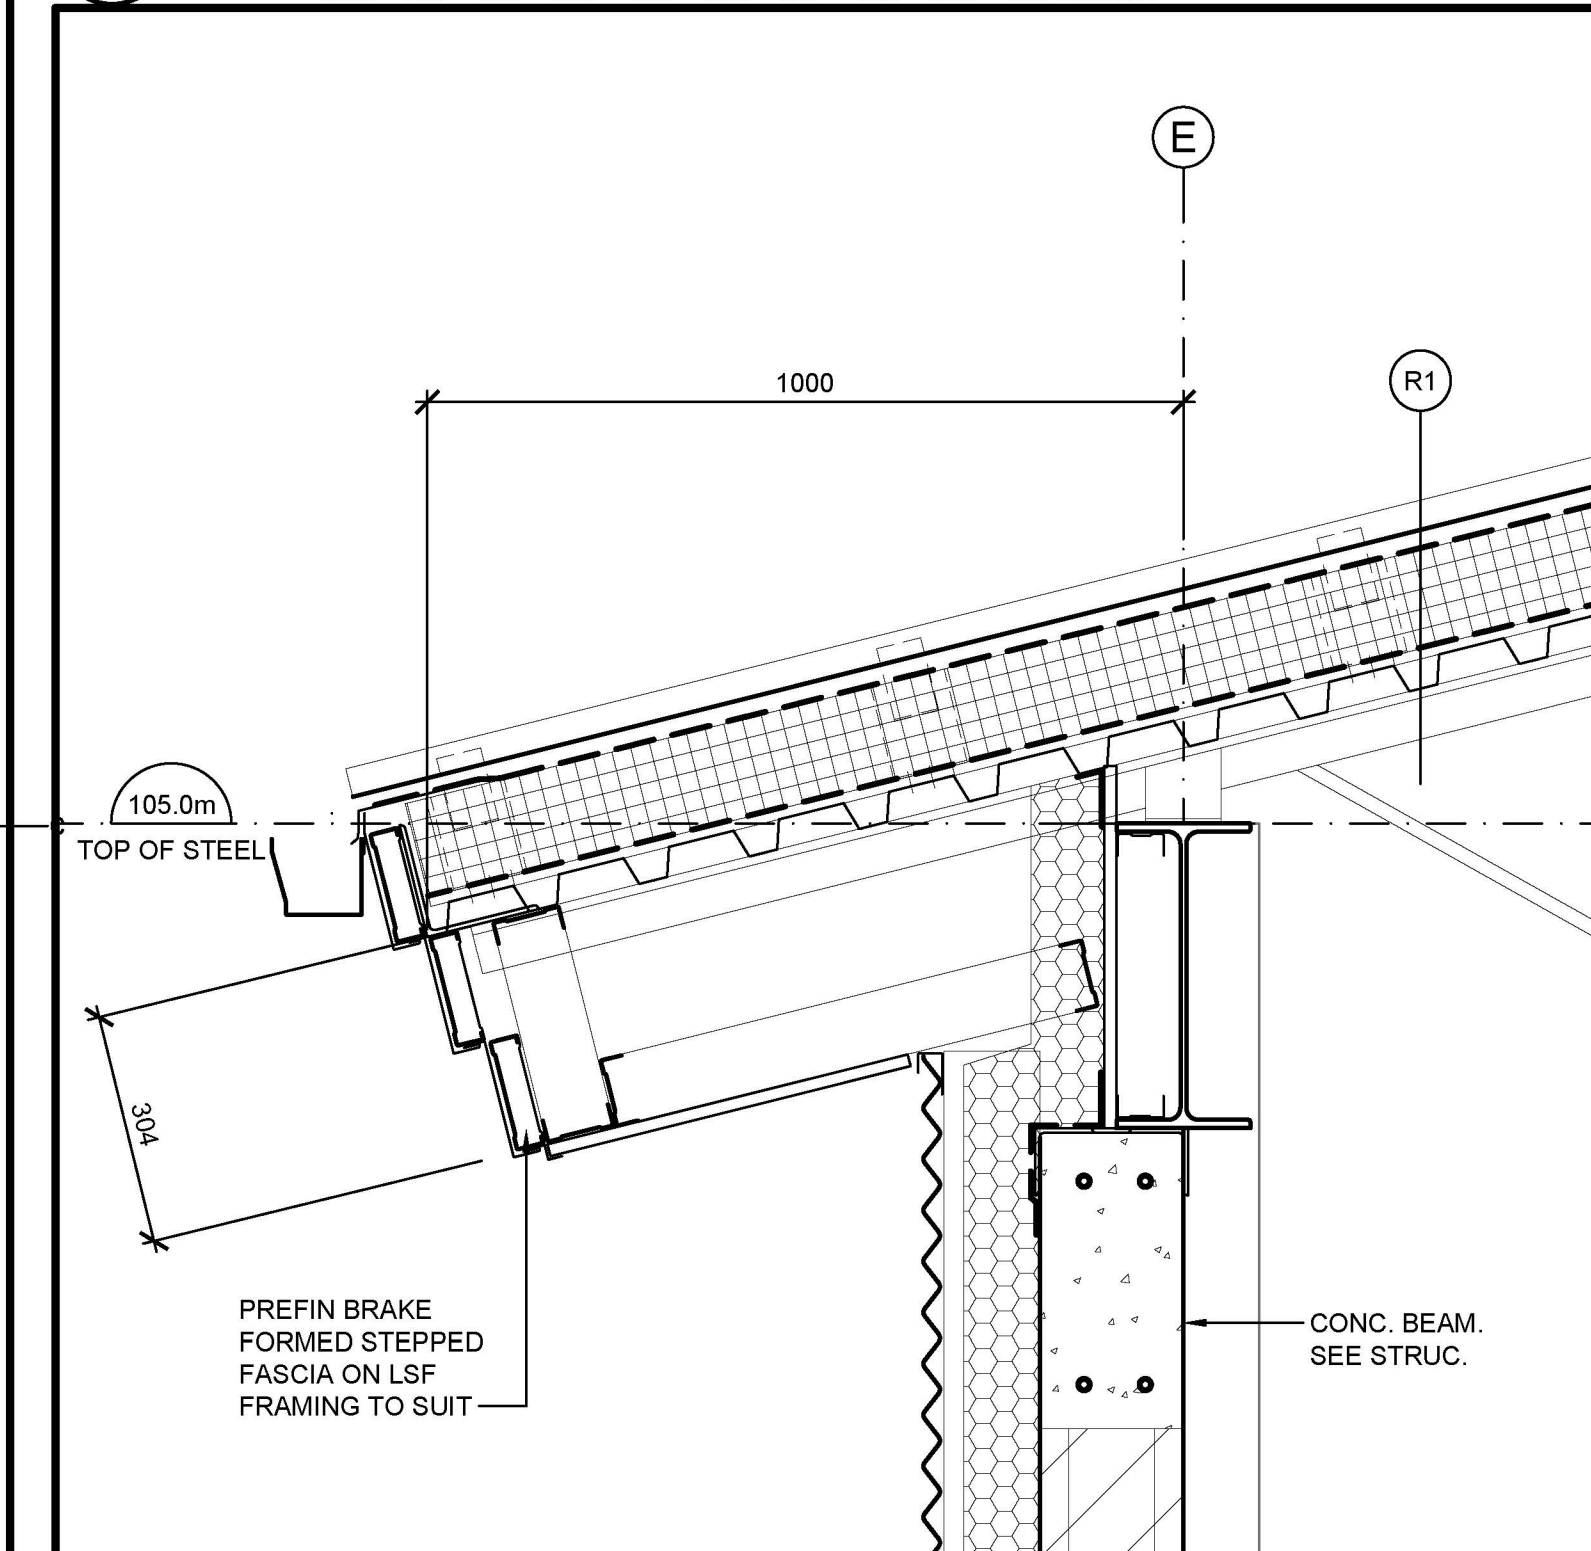 E
1000
R1
105.0m
TOP OF STEEL
304
PREFIN BRAKE
FORMED STEPPED
FASCIA ON LSF
FRAMING TO SUIT
CONC. BEAM.
SEE STRUC.